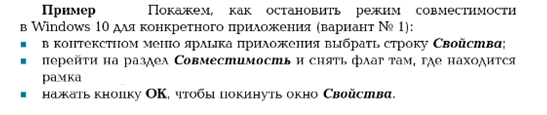 Пример Покажем, как остановить режим совместимости
в Windows 10 для конкретного приложения (вариант № 1):
▪ в контекстном меню ярлыка приложения выбрать строку Свойства;
▪ перейти на раздел Совместимость и снять флаг там, где находится
рамка
▪ нажать кнопку ОК, чтобы покинуть окно Свойства.